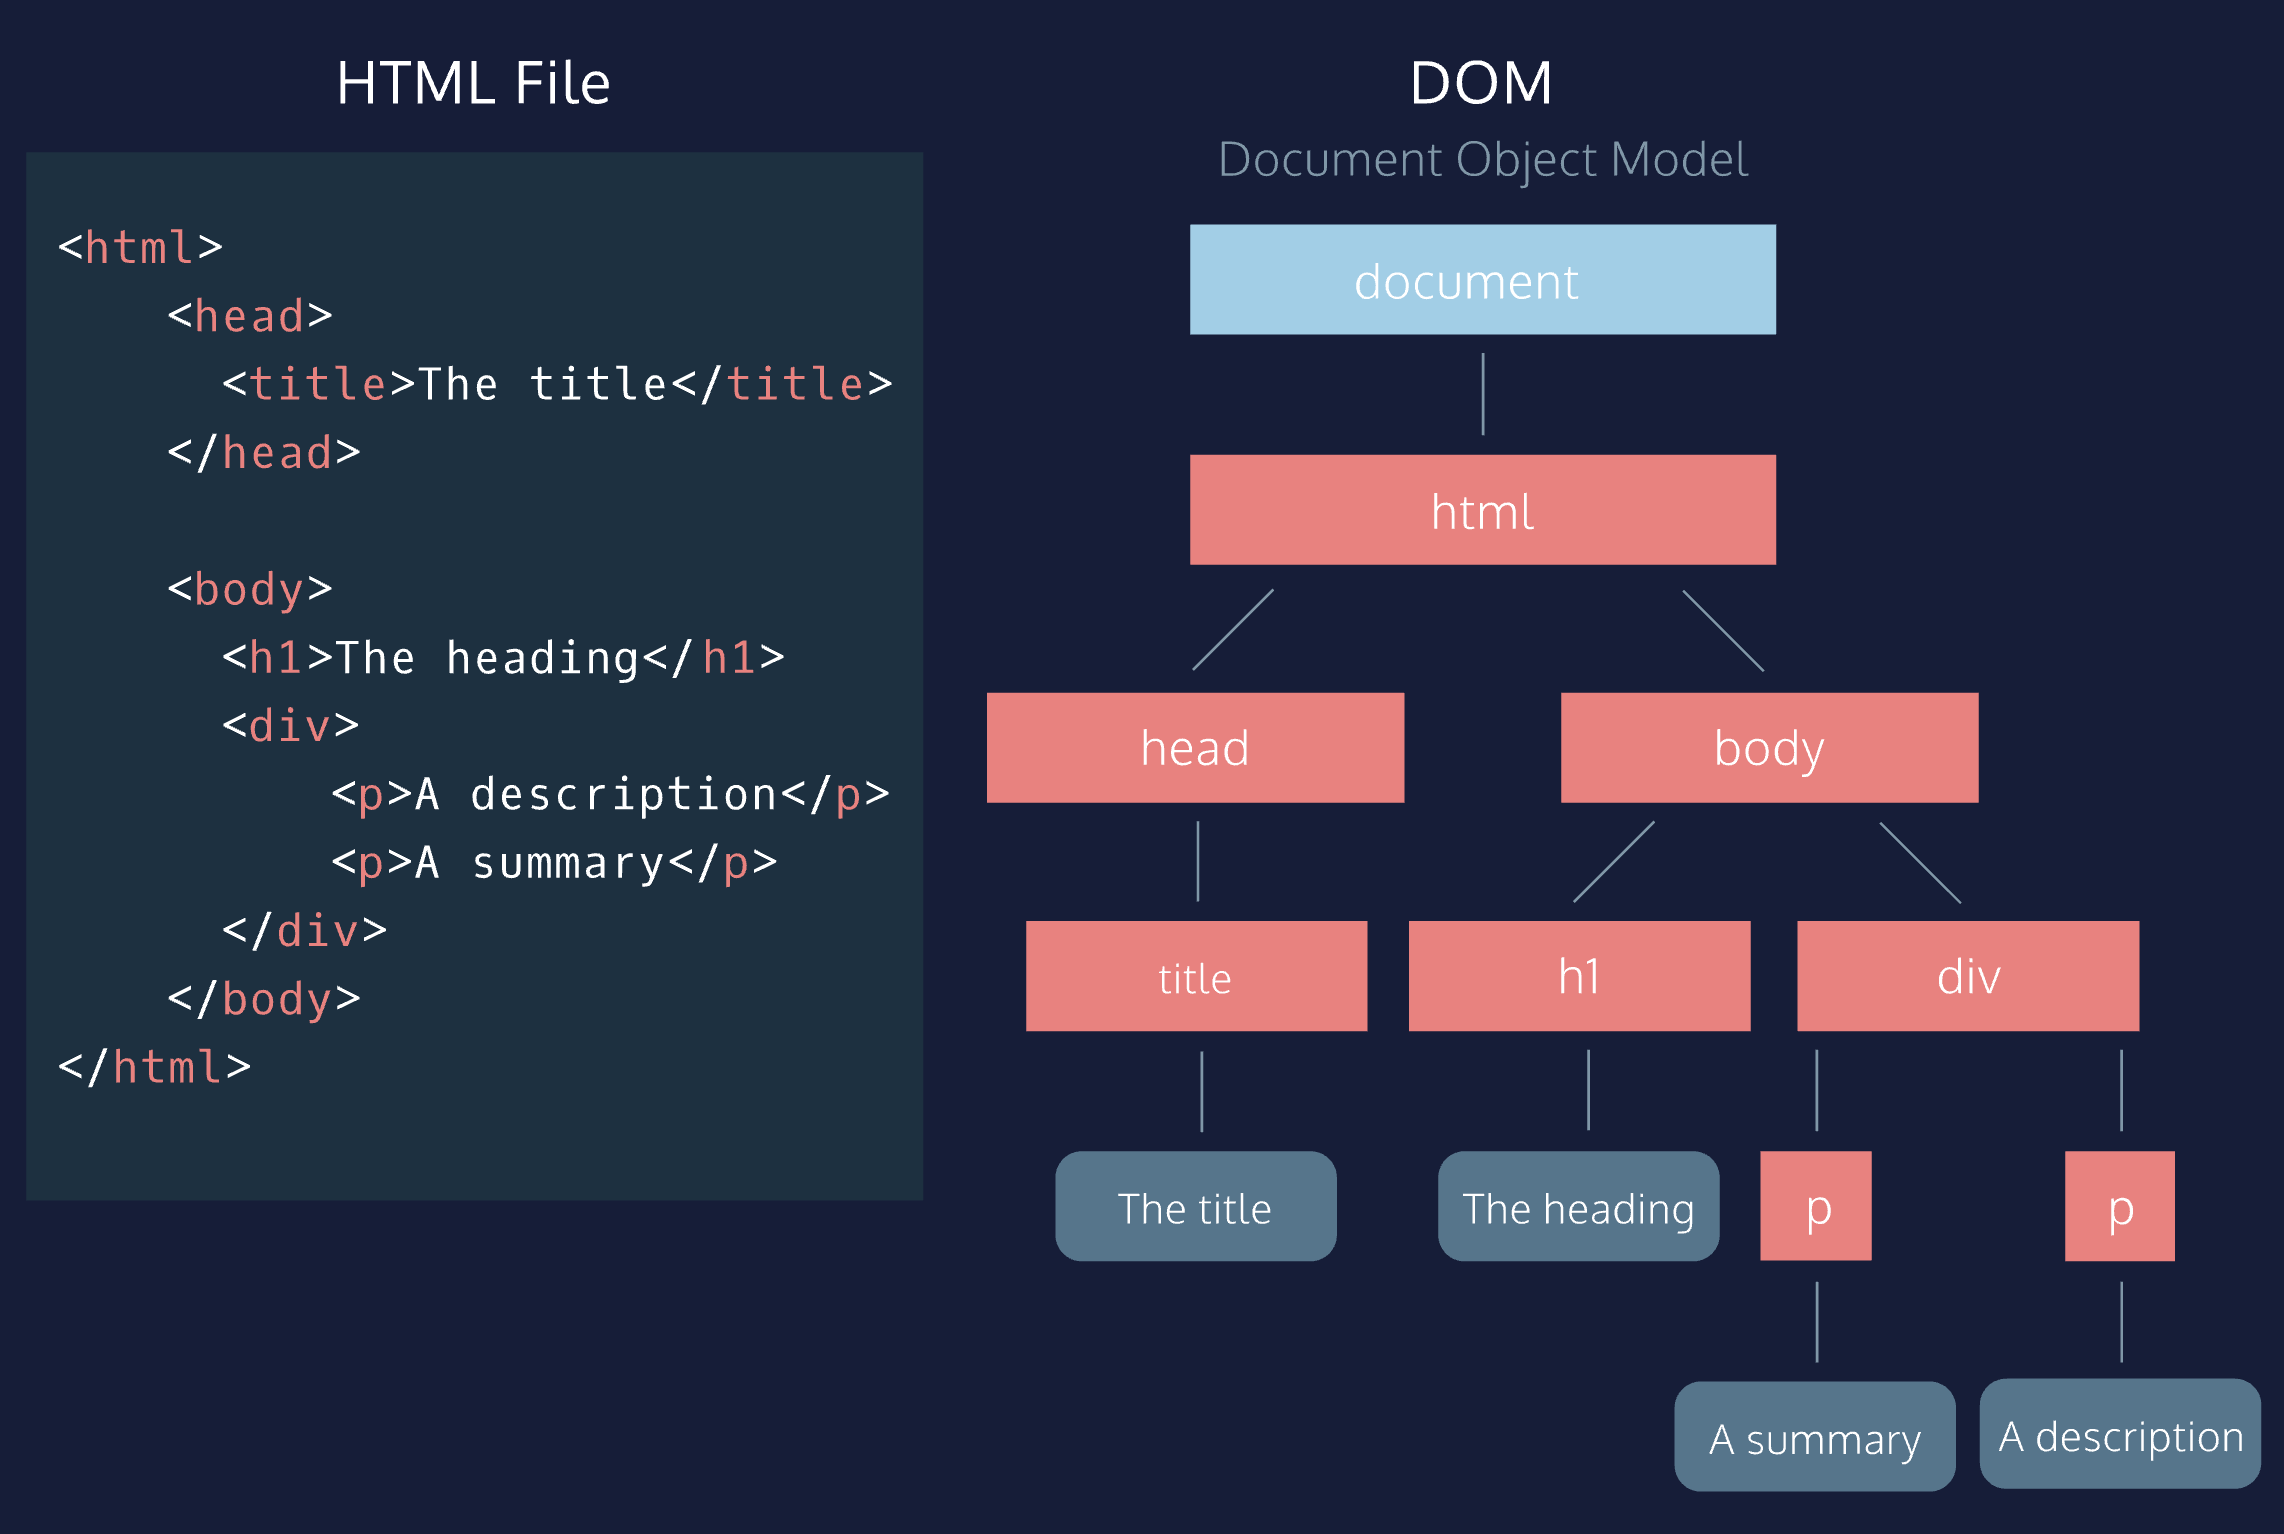 HTML File
<html>
<head>
<title>The title</title>
</head>
<body>
<h1>The heading</h1>
<div>
<p>A description</p>
<p>A summary</p>
</div>
</body>
</html>
DOM
Document Object Model
document
html
head body
title h1 div
The title The heading p p
A summary A description